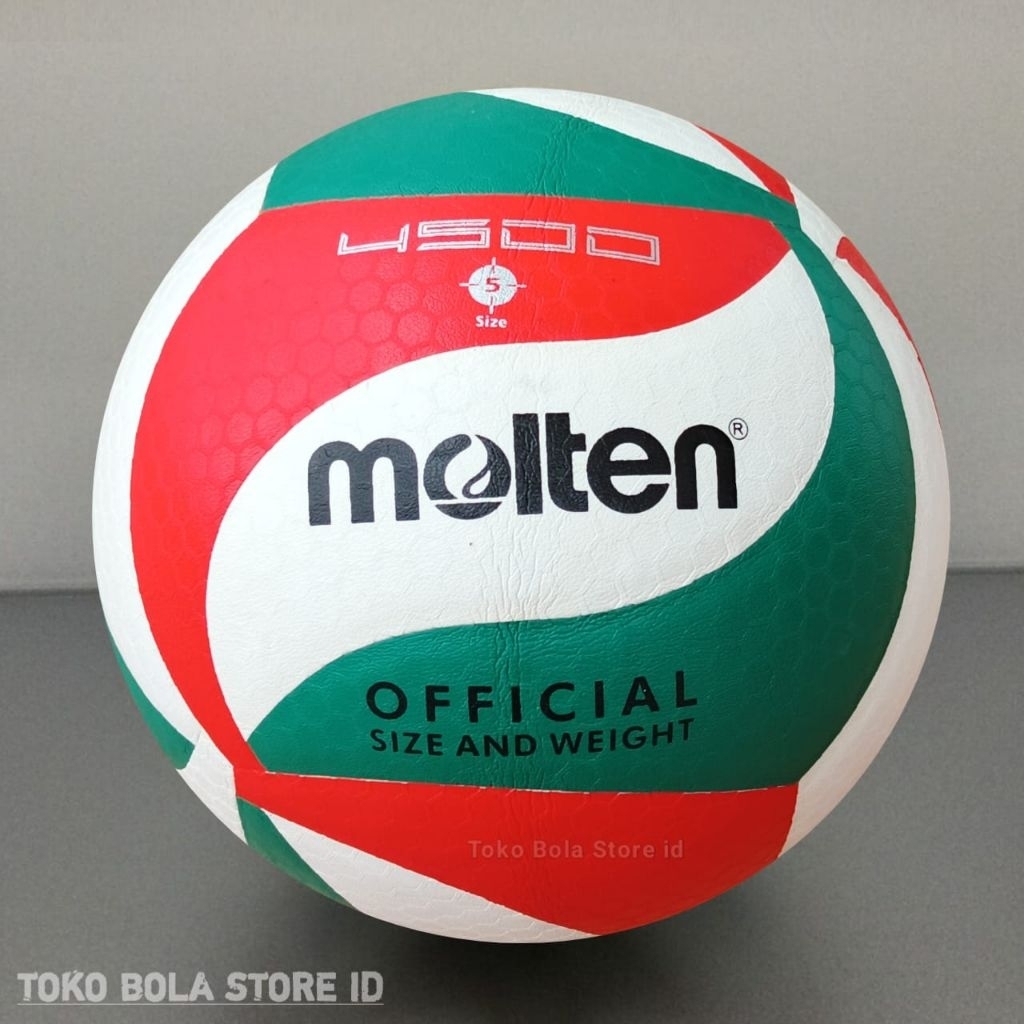 4500
5
Size
molten®
OFFICIAL
SIZE AND WEIGHT
Toko Bola Store id
TOKO BOLA STORE ID